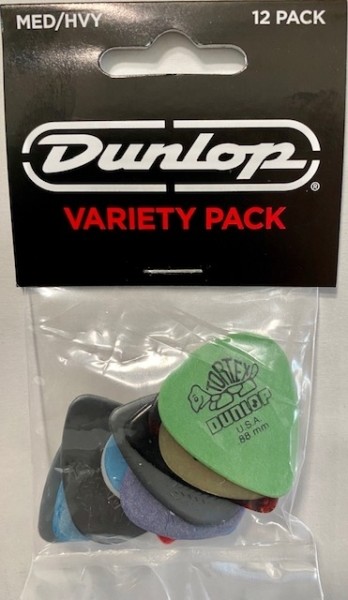 MED/HVY 12 PACK
Dunlop®
VARIETY PACK
TORTEX®
DUNLOP
U.S.A.
.88 mm